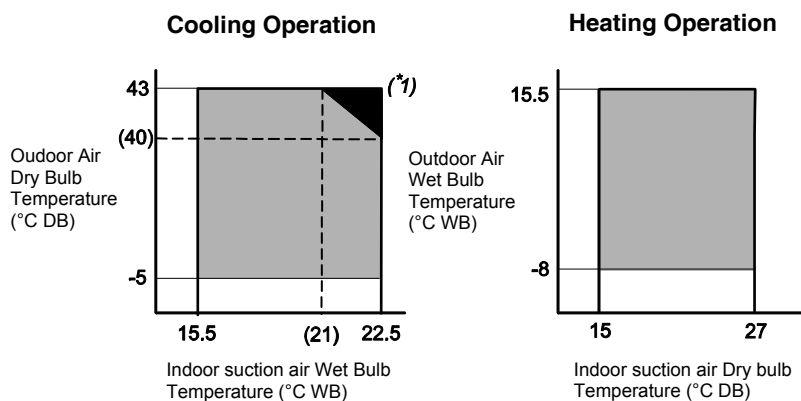 Cooling Operation
43
(*1)
(40)
Oudoor Air
Dry Bulb
Temperature
(°C DB)
-5
15.5
(21)
22.5
Indoor suction air Wet Bulb
Temperature (°C WB)
Heating Operation
15.5
Outdoor Air
Wet Bulb
Temperature
(°C WB)
-8
15
27
Indoor suction air Dry bulb
Temperature (°C DB)